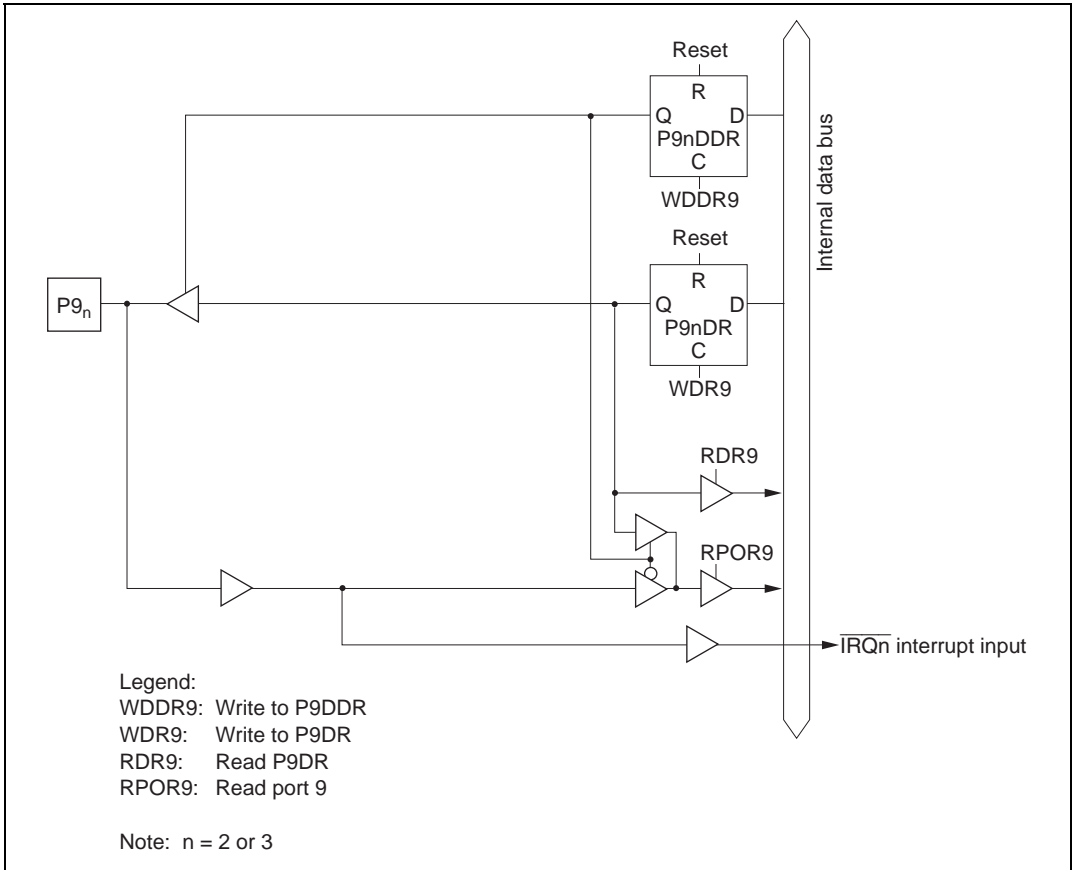 Reset
R
Q D
P9nDDR
C
WDDR9
Internal data bus
Reset
R
P9n
Q D
P9nDR
C
WDR9
RDR9
RPOR9
IRQn interrupt input
Legend:
WDDR9: Write to P9DDR
WDR9: Write to P9DR
RDR9: Read P9DR
RPOR9: Read port 9
Note: n = 2 or 3